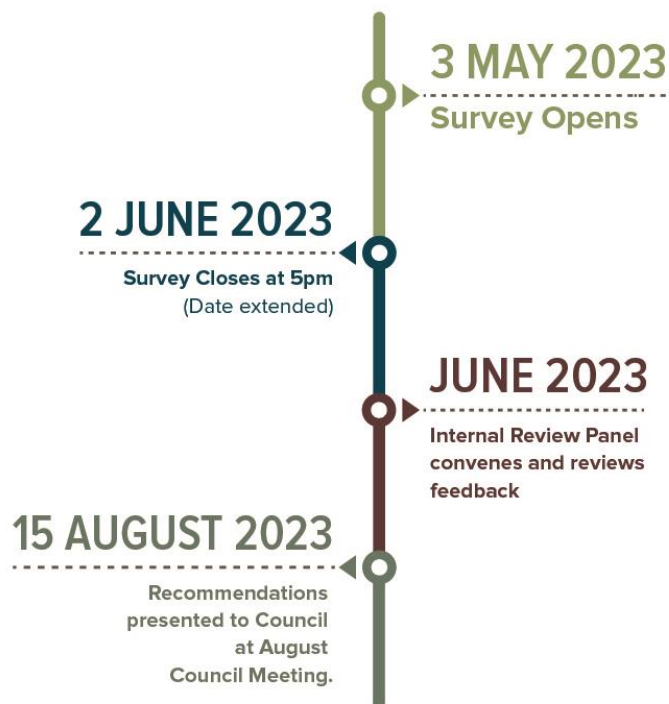 3 MAY 2023
Survey Opens
2 JUNE 2023
Survey Closes at 5pm
(Date extended)
JUNE 2023
Internal Review Panel
convenes and reviews
feedback
15 AUGUST 2023
Recommendations
presented to Council
at August
Council Meeting.